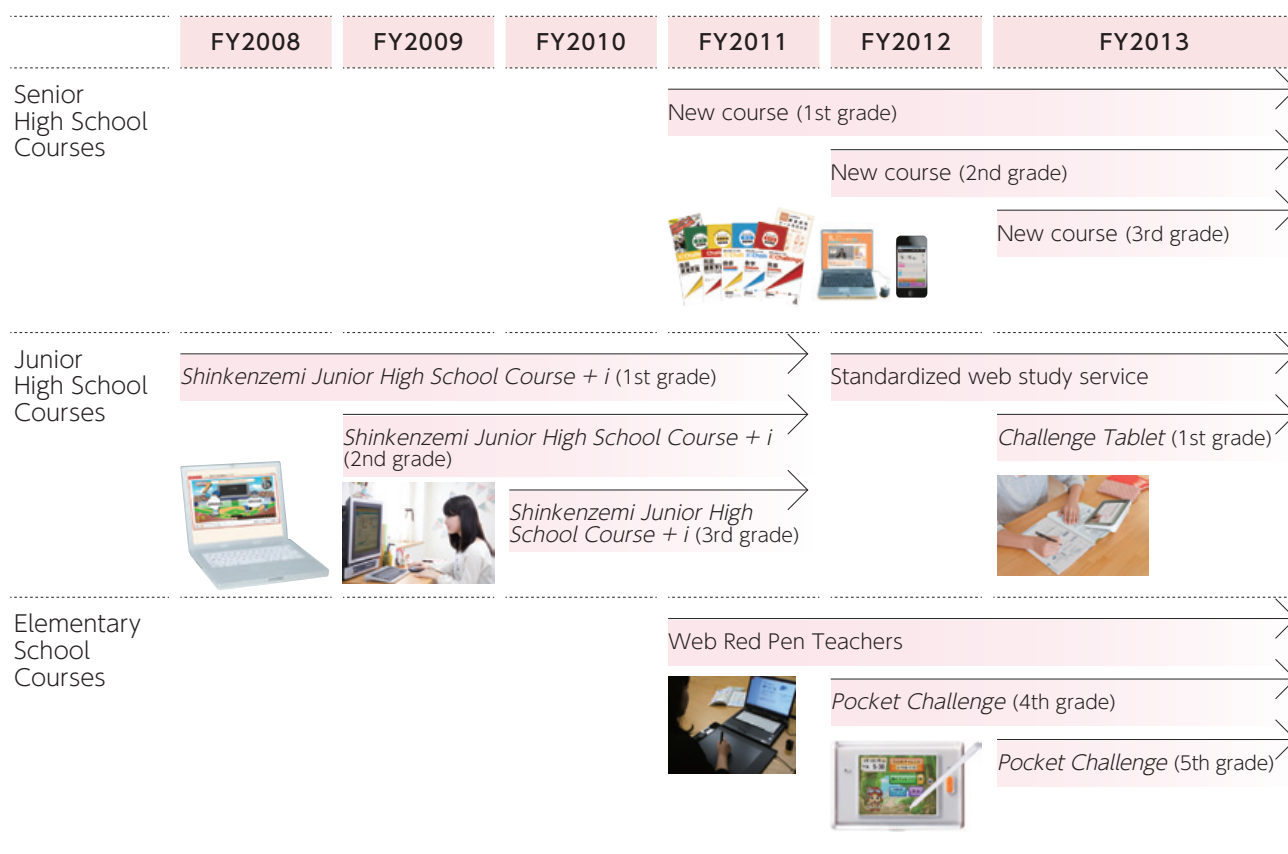 FY2008 FY2009 FY2010 FY2011 FY2012 FY2013
Senior
High School
Courses
New course (1st grade)
New course (2nd grade)
New course (3rd grade)
Junior
High School
Courses
Shinkenzemi Junior High School Course + i (1st grade)
Standardized web study service
Shinkenzemi Junior High School Course + i
(2nd grade)
Challenge Tablet (1st grade)
Shinkenzemi Junior High
School Course + i (3rd grade)
Elementary
School
Courses
Web Red Pen Teachers
Pocket Challenge (4th grade)
Pocket Challenge (5th grade)